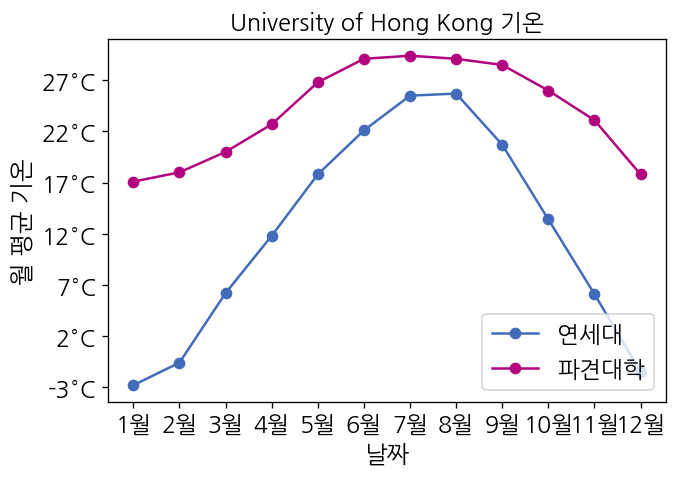 University of Hong Kong 기온
월 평균 기온
27°C
22°C
17°C
12°C
7°C
2°C
-3°C
연세대
파견대학
1월 2월 3월 4월 5월 6월 7월 8월 9월 10월 11월 12월
날짜